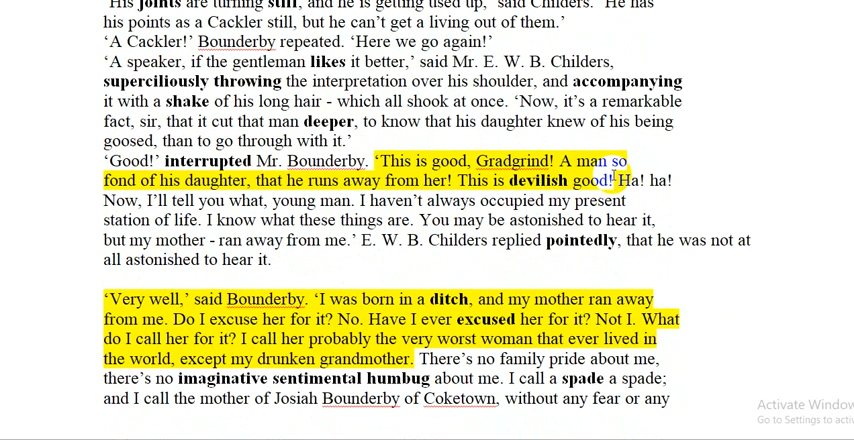 ‘His joints are turning stiff, and he is getting used up,’ said Childers. ‘He has
his points as a Cackler still, but he can’t get a living out of them.’
‘A Cackler!’ Bounderby repeated. ‘Here we go again!’
‘A speaker, if the gentleman likes it better,’ said Mr. E. W. B. Childers,
superciliously throwing the interpretation over his shoulder, and accompanying
it with a shake of his long hair - which all shook at once. ‘Now, it’s a remarkable
fact, sir, that it cut that man deeper, to know that his daughter knew of his being
goosed, than to go through with it.’
‘Good!’ interrupted Mr. Bounderby. ‘This is good, Gradgrind! A man so
fond of his daughter, that he runs away from her! This is devilish good! Ha! ha!
Now, I’ll tell you what, young man. I haven’t always occupied my present
station of life. I know what these things are. You may be astonished to hear it,
but my mother - ran away from me.’ E. W. B. Childers replied pointedly, that he was not at
all astonished to hear it.
‘Very well,’ said Bounderby. ‘I was born in a ditch, and my mother ran away
from me. Do I excuse her for it? No. Have I ever excused her for it? Not I. What
do I call her for it? I call her probably the very worst woman that ever lived in
the world, except my drunken grandmother. There’s no family pride about me,
there’s no imaginative sentimental humbug about me. I call a spade a spade;
and I call the mother of Josiah Bounderby of Coketown, without any fear or any
Activate Window
Go to Settings to acti